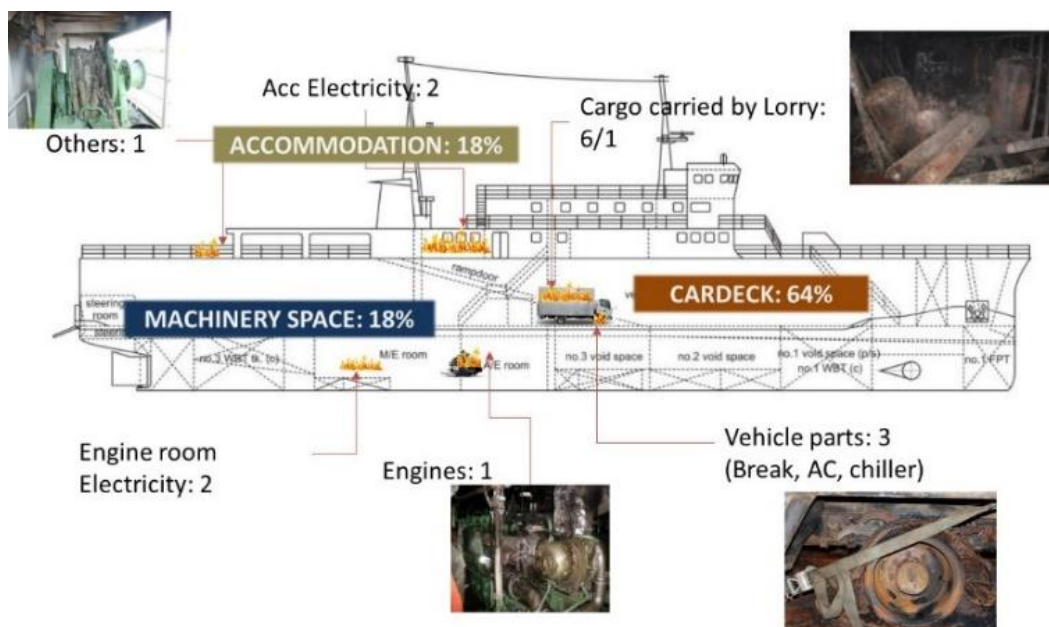 Acc Electricity: 2
Cargo carried by Lorry:
6/1
Others: 1
ACCOMMODATION: 18%
rampdoor
CARDECK: 64%
steering
room
MACHINERY SPACE: 18%
M/E room
A/E room
no.3 void space
no.2 void space
no.1 void space (p/s)
no.1 WBT (c)
no.1 FPT
WBT tk. (c)
Engine room
Electricity: 2
Engines: 1
Vehicle parts: 3
(Break, AC, chiller)